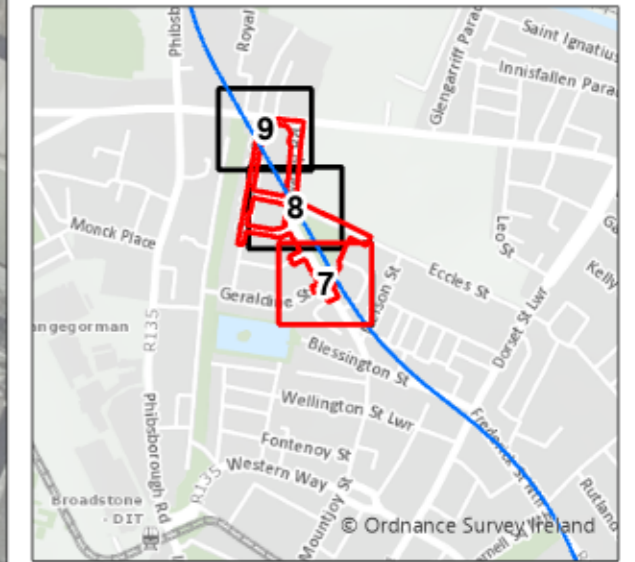 Phibsb
Royal
Glengarriff Parad
Saint Ignatius
Innisfallen Para
9
8
7
Monck Place
Leo St
Kelly
Eccles St
Geraldine St
angegorman
R135
Dorset St Lwr
Blessington St
Wellington St Lwr
Phibsborough Rd
Fontenoy St
Western Way
R135
Frederick St Nth
Rutland
Broadstone
- DIT
Mountjoy St
© Ordnance Survey Ireland